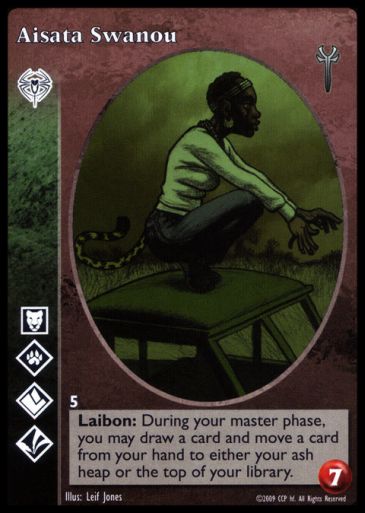 Aisata Swanou
5
Laibon: During your master phase,
you may draw a card and move a card
from your hand to either your ash
heap or the top of your library.
7
Illus: Leif Jones
©2009 CCP hf. All Rights Reserved